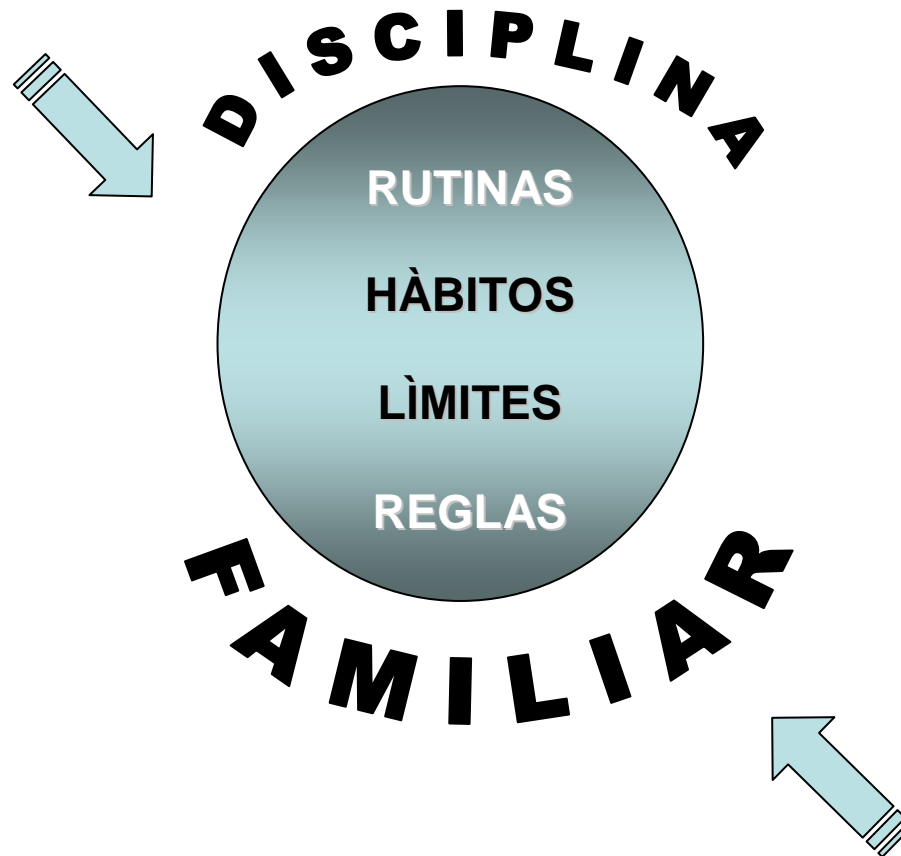 DISCIPLINA
RUTINAS
HÀBITOS
LÌMITES
REGLAS
FAMILIAR